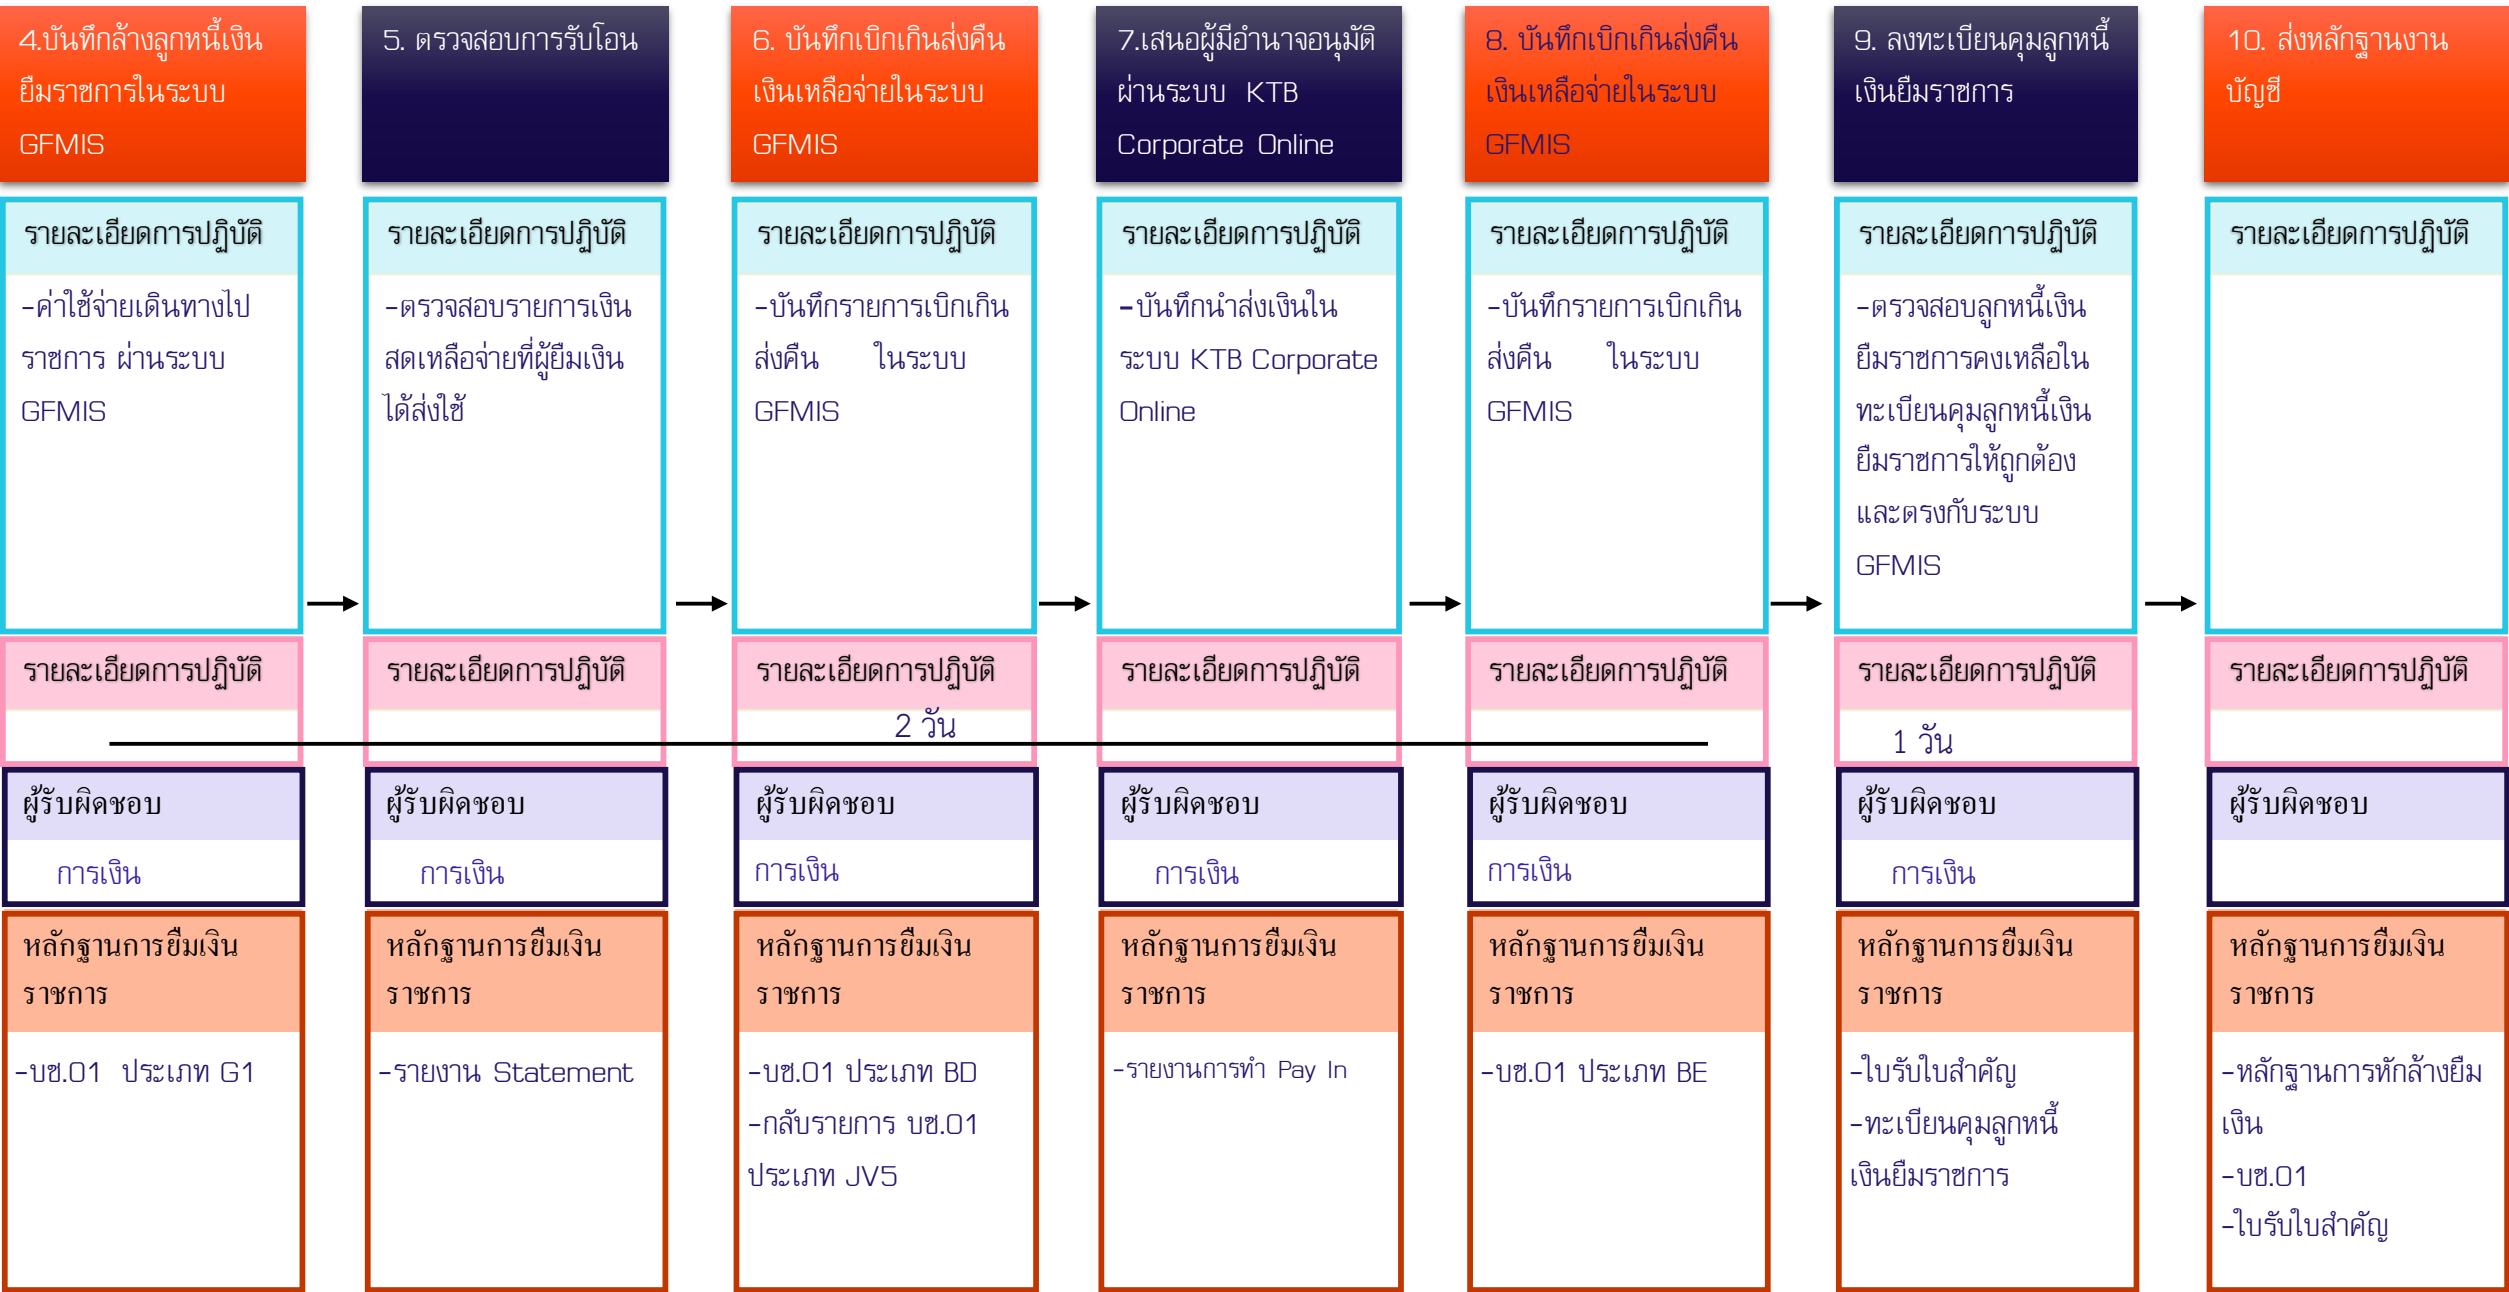 4.บันทึกล้างลูกหนี้เงิน
ยืมราชการในระบบ
GFMIS
5. ตรวจสอบการรับโอน
6. บันทึกเบิกเกินส่งคืน
เงินเหลือจ่ายในระบบ
GFMIS
7.เสนอผู้มีอำนาจอนุมัติ
ผ่านระบบ KTB
Corporate Online
8. บันทึกเบิกเกินส่งคืน
เงินเหลือจ่ายในระบบ
GFMIS
9. ลงทะเบียนคุมลูกหนี้
เงินยืมราชการ
10. ส่งหลักฐานงาน
บัญชี
รายละเอียดการปฏิบัติ
-ค่าใช้จ่ายเดินทางไป
ราชการ ผ่านระบบ
GFMIS
รายละเอียดการปฏิบัติ
-ตรวจสอบรายการเงิน
สดเหลือจ่ายที่ผู้ยืมเงิน
ได้ส่งใช้
รายละเอียดการปฏิบัติ
-บันทึกรายการเบิกเกิน
ส่งคืน ในระบบ
GFMIS
รายละเอียดการปฏิบัติ
-บันทึกนำส่งเงินใน
ระบบ KTB Corporate
Online
รายละเอียดการปฏิบัติ
-บันทึกรายการเบิกเกิน
ส่งคืน ในระบบ
GFMIS
รายละเอียดการปฏิบัติ
-ตรวจสอบลูกหนี้เงิน
ยืมราชการคงเหลือใน
ทะเบียนคุมลูกหนี้เงิน
ยืมราชการให้ถูกต้อง
และตรงกับระบบ
GFMIS
รายละเอียดการปฏิบัติ
รายละเอียดการปฏิบัติ
รายละเอียดการปฏิบัติ
รายละเอียดการปฏิบัติ
2 วัน
รายละเอียดการปฏิบัติ
รายละเอียดการปฏิบัติ
รายละเอียดการปฏิบัติ
1 วัน
รายละเอียดการปฏิบัติ
ผู้รับผิดชอบ
การเงิน
ผู้รับผิดชอบ
การเงิน
ผู้รับผิดชอบ
การเงิน
ผู้รับผิดชอบ
การเงิน
ผู้รับผิดชอบ
การเงิน
ผู้รับผิดชอบ
การเงิน
ผู้รับผิดชอบ
หลักฐานการยืมเงิน
ราชการ
-บช.01 ประเภท G1
หลักฐานการยืมเงิน
ราชการ
-รายงาน Statement
หลักฐานการยืมเงิน
ราชการ
-บช.01 ประเภท BD
-กลับรายการ บช.01
ประเภท JV5
หลักฐานการยืมเงิน
ราชการ
-รายงานการทำ Pay In
หลักฐานการยืมเงิน
ราชการ
-บช.01 ประเภท BE
หลักฐานการยืมเงิน
ราชการ
-ใบรับใบสำคัญ
-ทะเบียนคุมลูกหนี้
เงินยืมราชการ
หลักฐานการยืมเงิน
ราชการ
-หลักฐานการหักล้างยืม
เงิน
-บช.01
-ใบรับใบสำคัญ